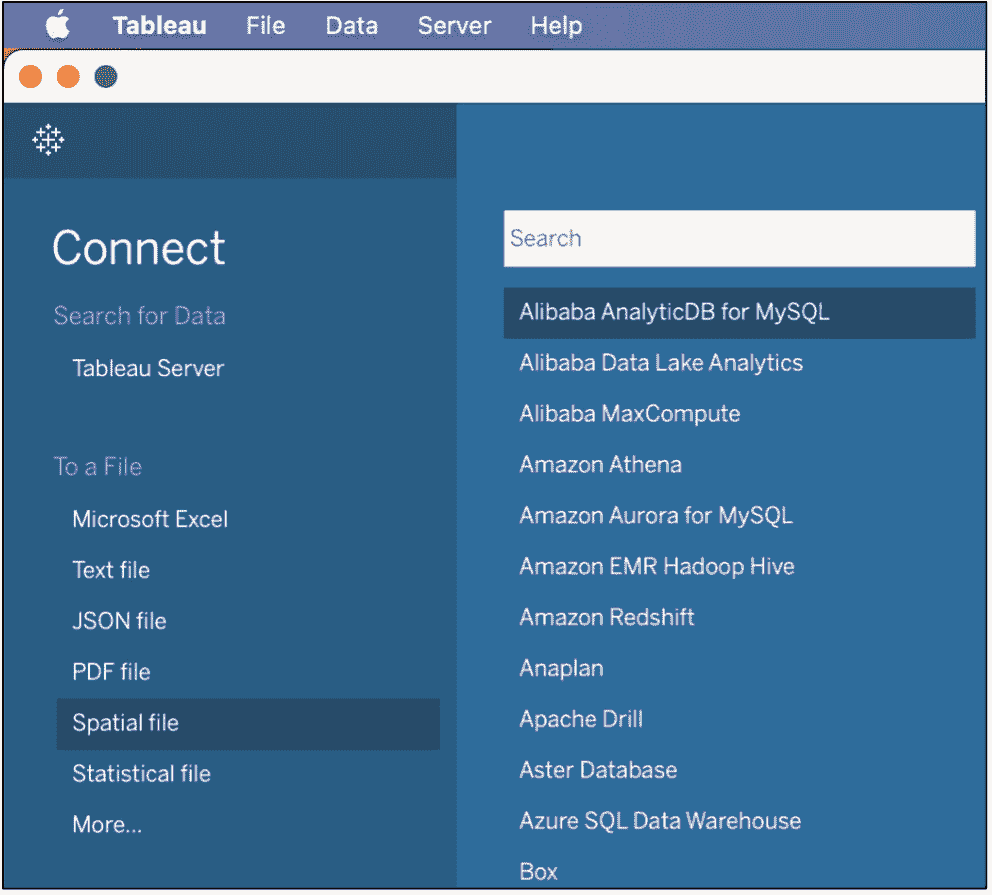 Tableau File Data Server Help
Connect
Search for Data
Tableau Server
To a File
Microsoft Excel
Text file
JSON file
PDF file
Spatial file
Statistical file
More...
Search
Alibaba AnalyticDB for MySQL
Alibaba Data Lake Analytics
Alibaba MaxCompute
Amazon Athena
Amazon Aurora for MySQL
Amazon EMR Hadoop Hive
Amazon Redshift
Anaplan
Apache Drill
Aster Database
Azure SQL Data Warehouse
Box